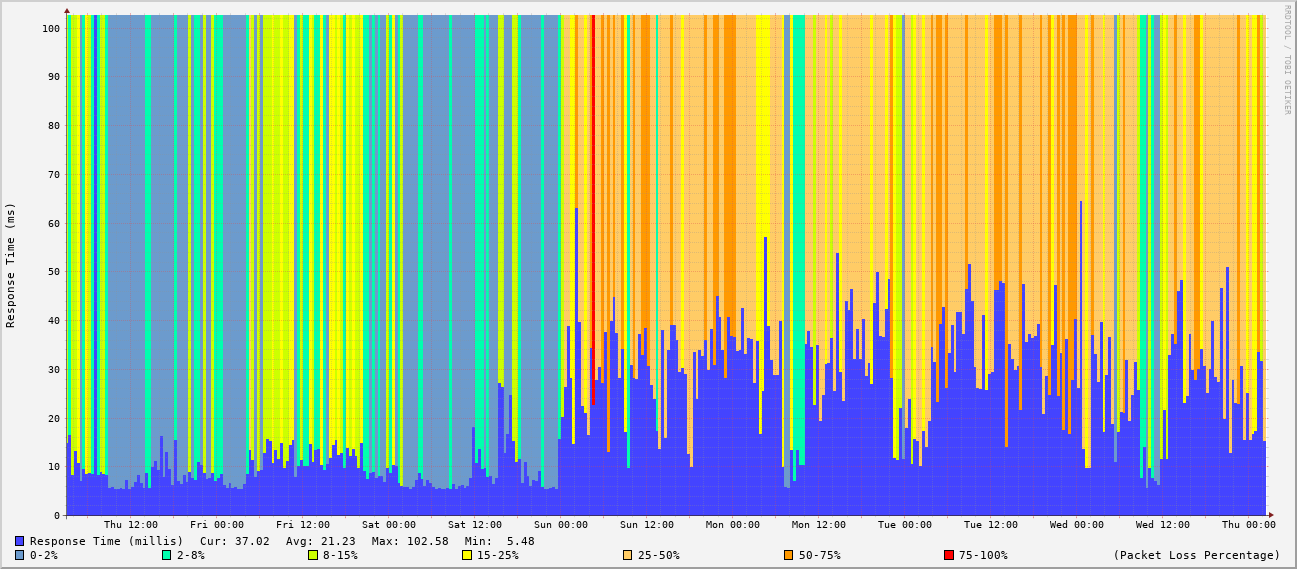 RRDTOOL / TOBI OETIKER
Response Time (ms)
100
90
80
70
60
50
40
30
20
10
0
Thu 12:00 Fri 00:00 Fri 12:00 Sat 00:00 Sat 12:00 Sun 00:00 Sun 12:00 Mon 00:00 Mon 12:00 Tue 00:00 Tue 12:00 Wed 00:00 Wed 12:00 Thu 00:00
Response Time (millis) Cur: 37.02 Avg: 21.23 Max: 102.58 Min: 5.48
0-2% 2-8% 8-15% 15-25% 25-50% 50-75% 75-100% (Packet Loss Percentage)